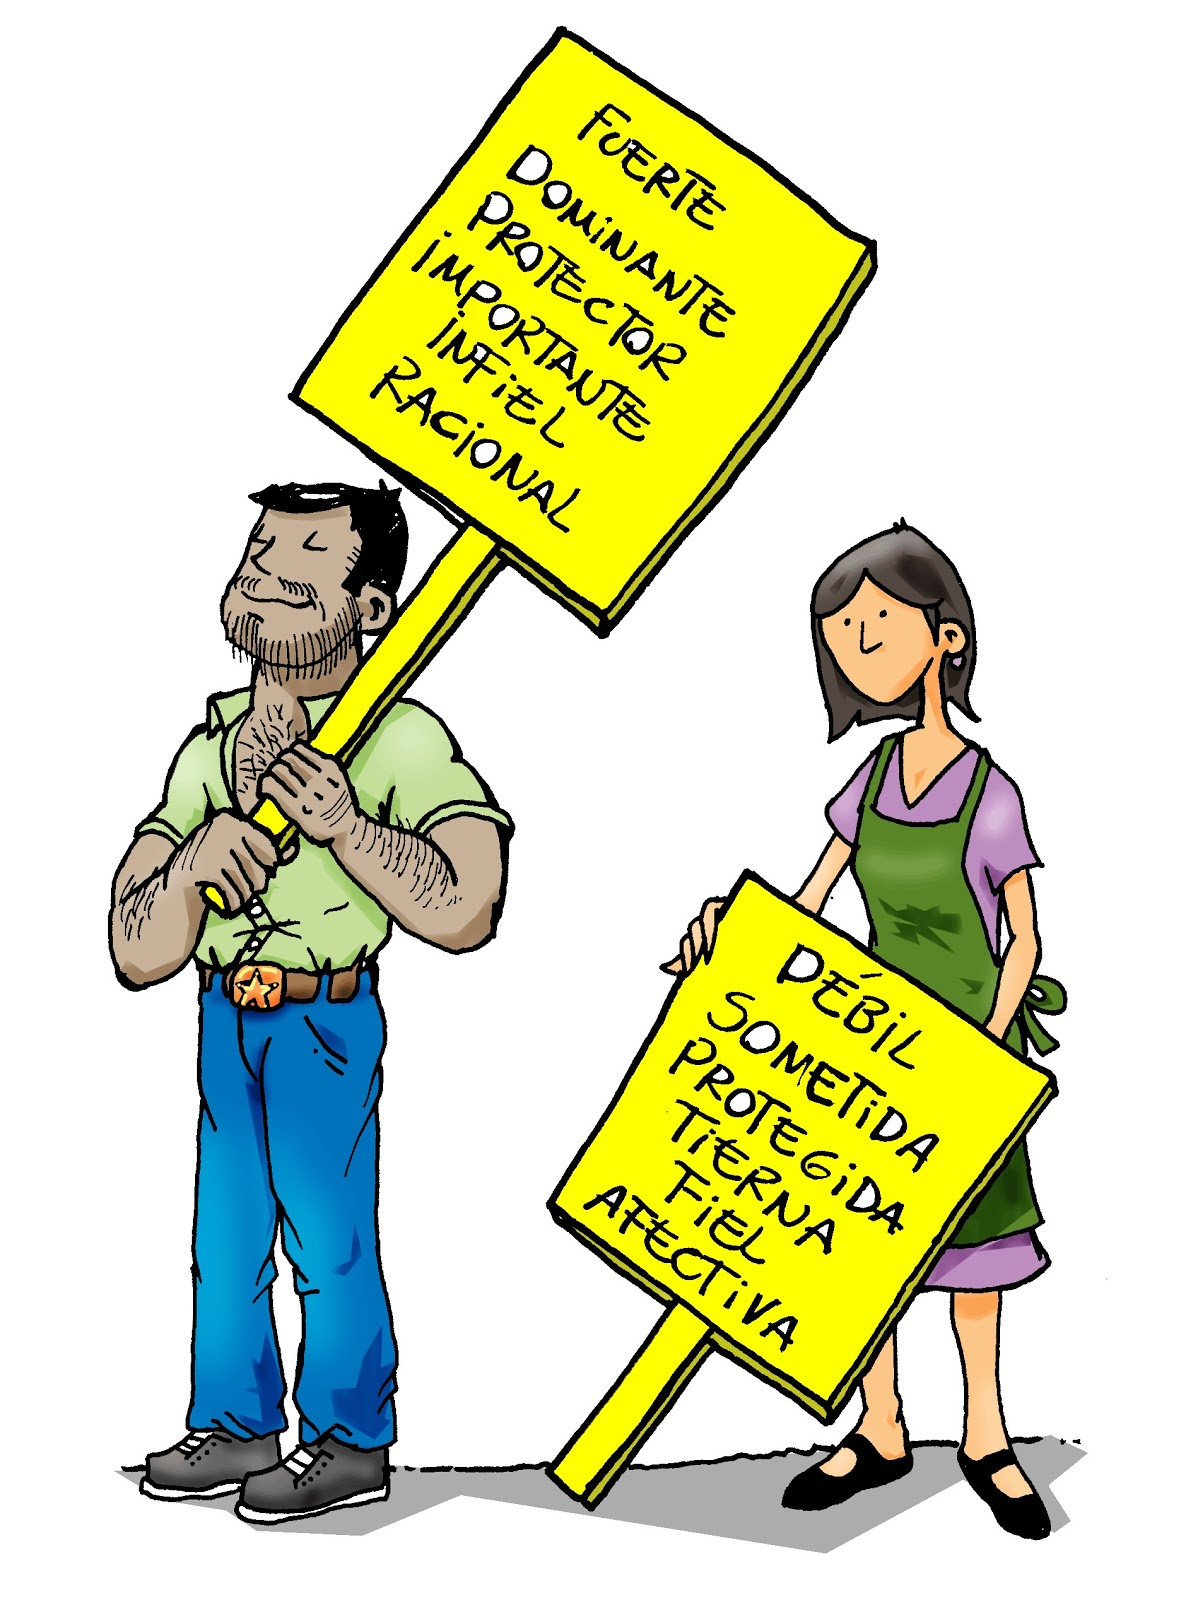 FUERTE
DOMiNANTE
PROTECTOR
iMPORTANTE
iNFiEL
RACiONAL
DÉBiL
SOMETiDA
PROTEGiDA
TiERNA
FiEL
AFECTiVA